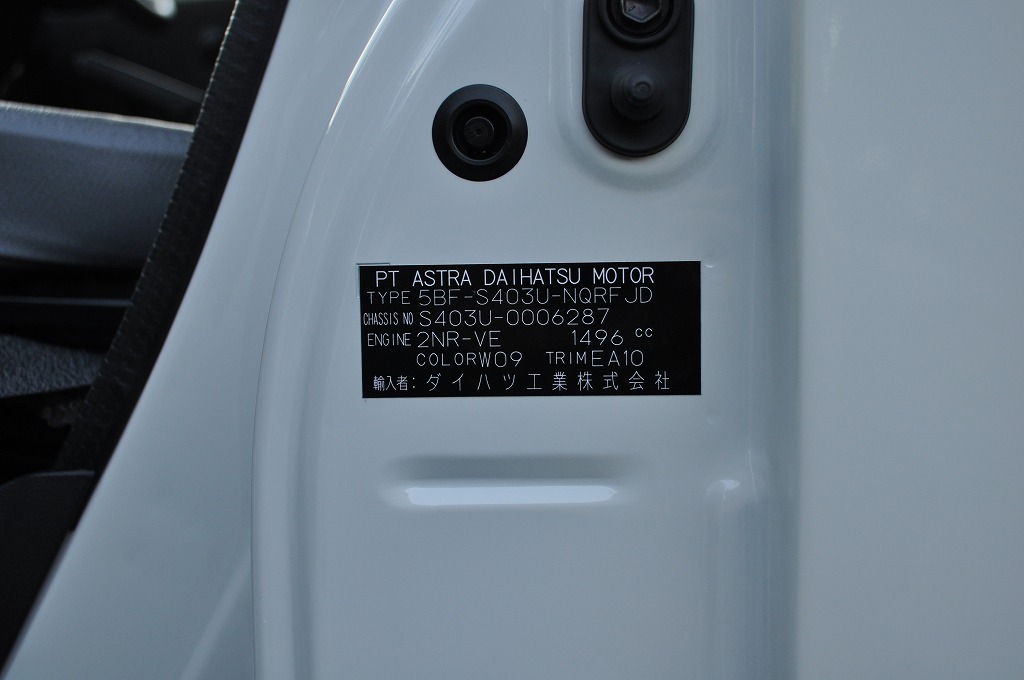 PT ASTRA DAIHATSU MOTOR
TYPE 5BF-S403U-NQRFJD
CHASSIS NO S403U-0006287
ENGINE 2NR-VE 1496 cc
COLOR W09 TRIM EA10
輸入者: ダイハツ工業株式会社